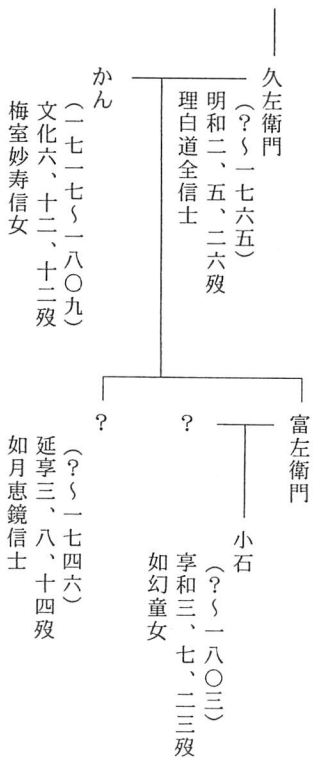 久左衛門
（？〜一七六五）
明和二、五、二六歿
理白道全信士
かん
（一七一七〜一八〇九）
文化六、十二、十二歿
梅室妙寿信女
富左衛門
？
小石
（？〜一八〇三）
享和三、七、二三歿
如幻童女
？
（？〜一七四六）
延享三、八、十四歿
如月恵鏡信士